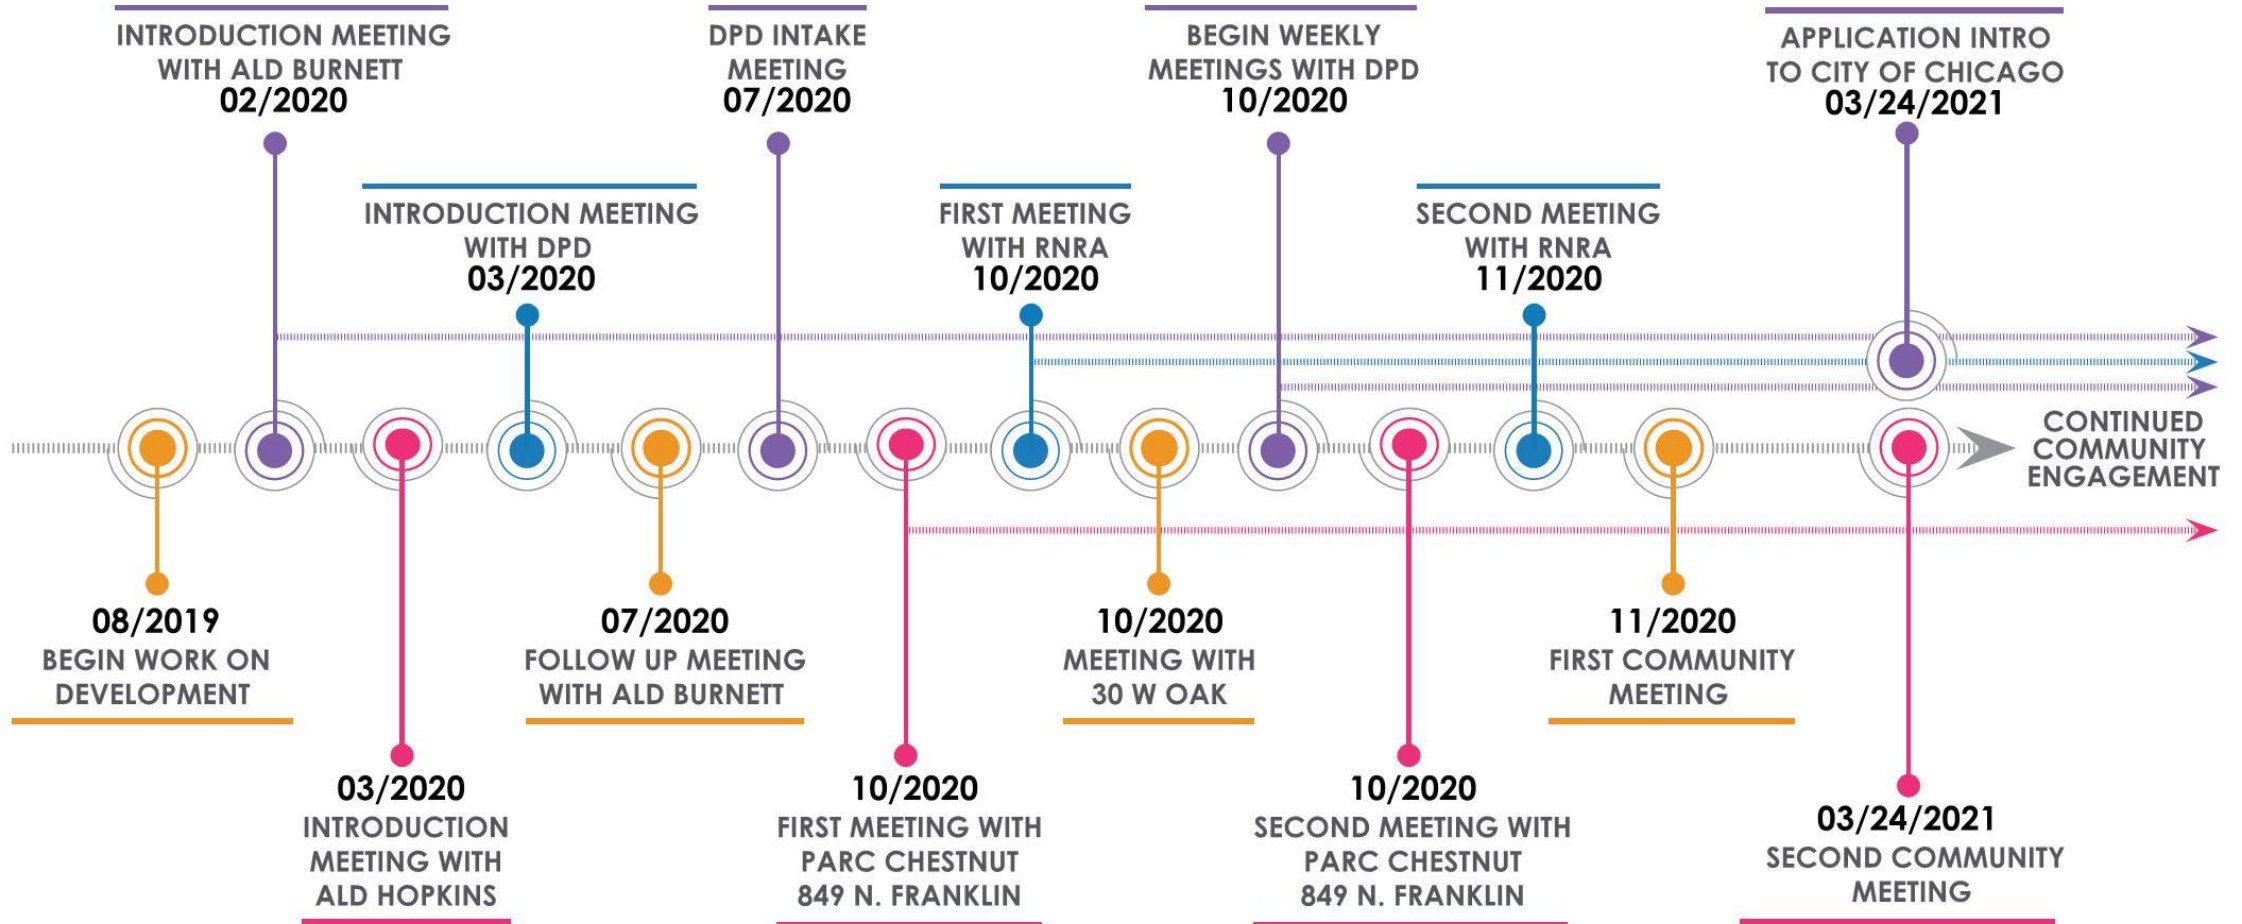 INTRODUCTION MEETING
WITH ALD BURNETT
02/2020
DPD INTAKE
MEETING
07/2020
BEGIN WEEKLY
MEETINGS WITH DPD
10/2020
APPLICATION INTRO
TO CITY OF CHICAGO
03/24/2021
INTRODUCTION MEETING
WITH DPD
03/2020
FIRST MEETING
WITH RNRA
10/2020
SECOND MEETING
WITH RNRA
11/2020
CONTINUED
COMMUNITY
ENGAGEMENT
08/2019
BEGIN WORK ON
DEVELOPMENT
07/2020
FOLLOW UP MEETING
WITH ALD BURNETT
10/2020
MEETING WITH
30 W OAK
11/2020
FIRST COMMUNITY
MEETING
03/2020
INTRODUCTION
MEETING WITH
ALD HOPKINS
10/2020
FIRST MEETING WITH
PARC CHESTNUT
849 N. FRANKLIN
10/2020
SECOND MEETING WITH
PARC CHESTNUT
849 N. FRANKLIN
03/24/2021
SECOND COMMUNITY
MEETING